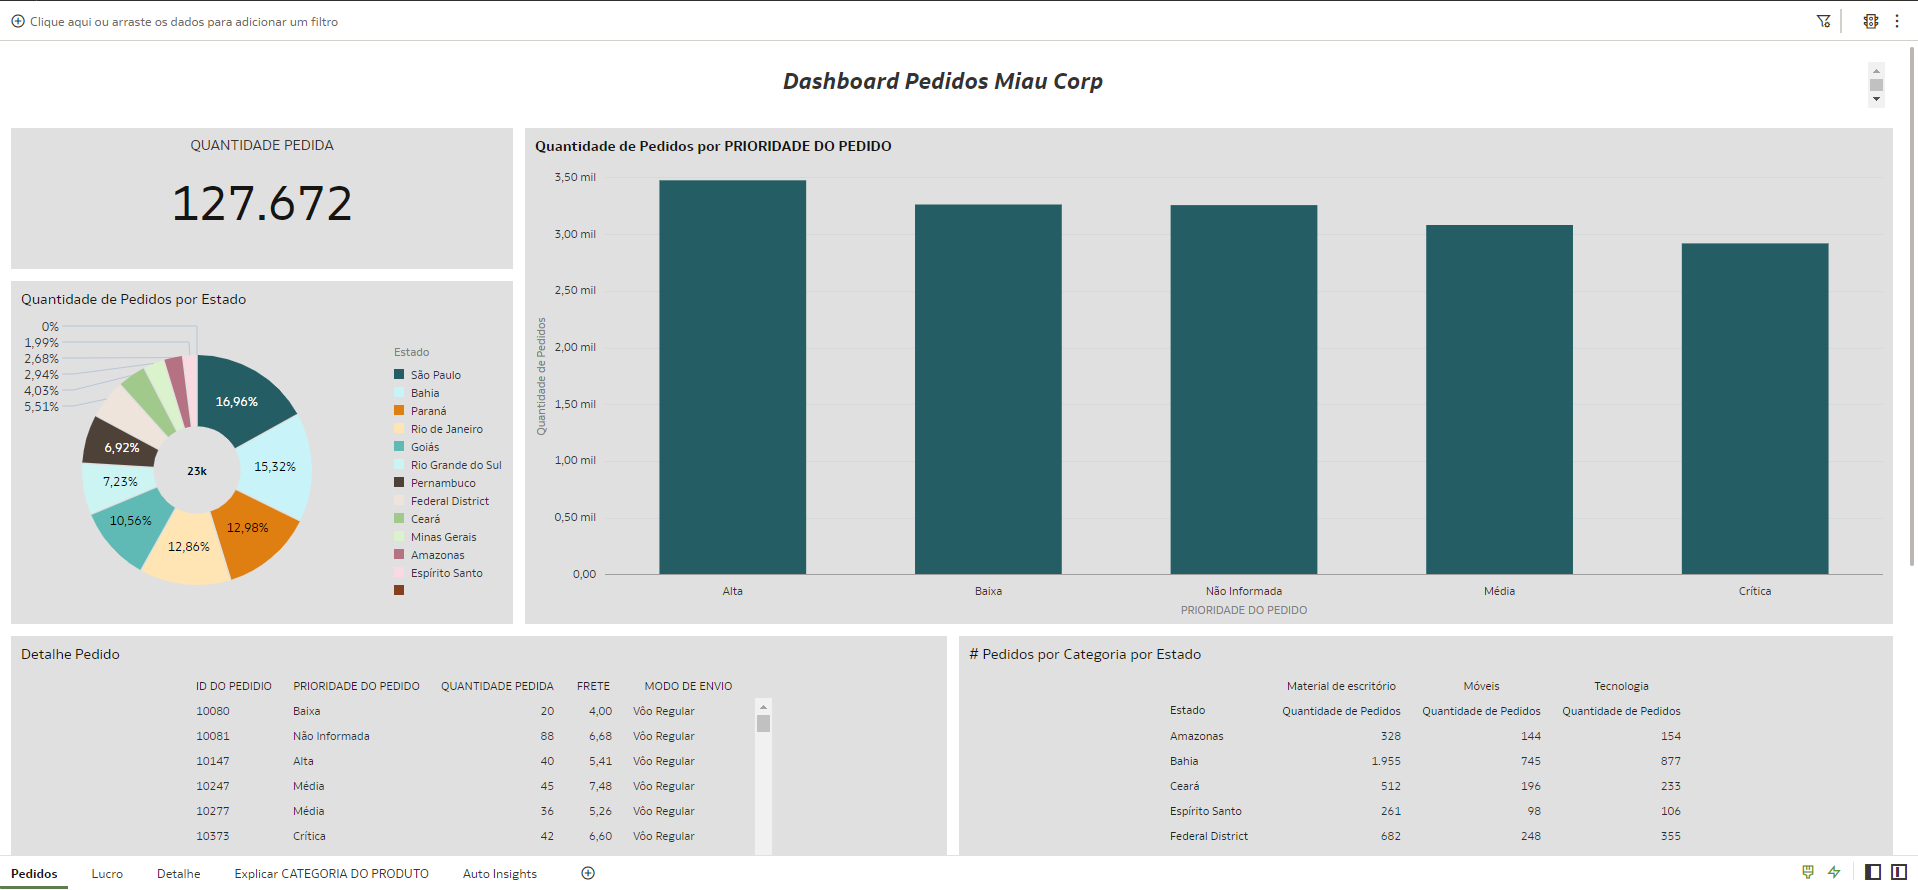 Clique aqui ou arraste os dados para adicionar um filtro
Dashboard Pedidos Miau Corp
QUANTIDADE PEDIDA
127.672
Quantidade de Pedidos por Estado
0%
1,99%
2,68%
2,94%
4,03%
5,51%
6,92%
7,23%
10,56%
12,86%
12,98%
15,32%
16,96%
23k
Estado
São Paulo
Bahia
Paraná
Rio de Janeiro
Goiás
Rio Grande do Sul
Pernambuco
Federal District
Ceará
Minas Gerais
Amazonas
Espírito Santo
Quantidade de Pedidos por PRIORIDADE DO PEDIDO
Quantidade de Pedidos
3,50 mil
3,00 mil
2,50 mil
2,00 mil
1,50 mil
1,00 mil
0,50 mil
0,00
Alta Baixa Não Informada Média Crítica
PRIORIDADE DO PEDIDO
Detalhe Pedido
ID DO PEDIDIO PRIORIDADE DO PEDIDO QUANTIDADE PEDIDA FRETE MODO DE ENVIO
10080 Baixa 20 4,00 Vôo Regular
10081 Não Informada 88 6,68 Vôo Regular
10147 Alta 40 5,41 Vôo Regular
10247 Média 45 7,48 Vôo Regular
10277 Média 36 5,26 Vôo Regular
10373 Crítica 42 6,60 Vôo Regular
# Pedidos por Categoria por Estado
Material de escritório Móveis Tecnologia
Estado Quantidade de Pedidos Quantidade de Pedidos Quantidade de Pedidos
Amazonas 328 144 154
Bahia 1.955 745 877
Ceará 512 196 233
Espírito Santo 261 98 106
Federal District 682 248 355
Pedidos Lucro Detalhe Explicar CATEGORIA DO PRODUTO Auto Insights